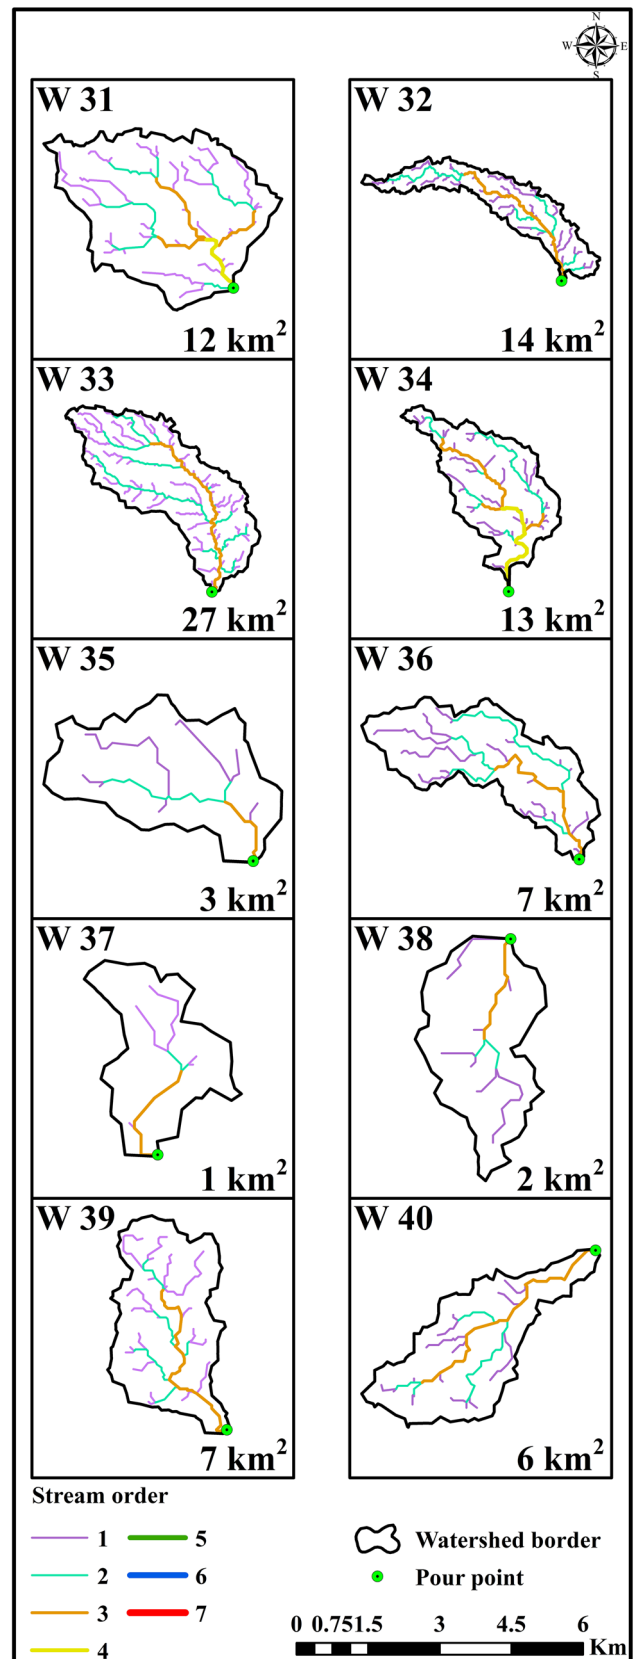 N
W E
S
W 31
12 km²
W 32
14 km²
W 33
27 km²
W 34
13 km²
W 35
3 km²
W 36
7 km²
W 37
1 km²
W 38
2 km²
W 39
7 km²
W 40
6 km²
Stream order
1
2
3
4
5
6
7
Watershed border
Pour point
0 0.75 1.5 3 4.5 6
Km